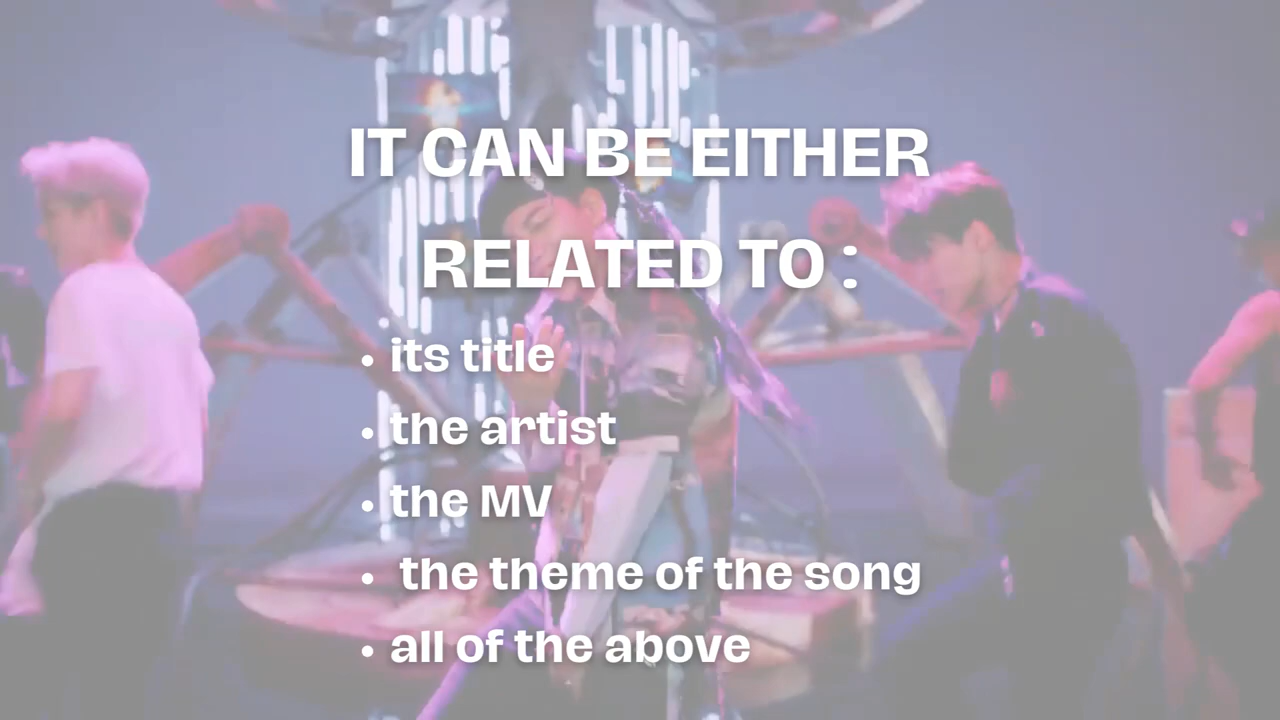 IT CAN BE EITHER
RELATED TO :
• its title
• the artist
• the MV
• the theme of the song
• all of the above